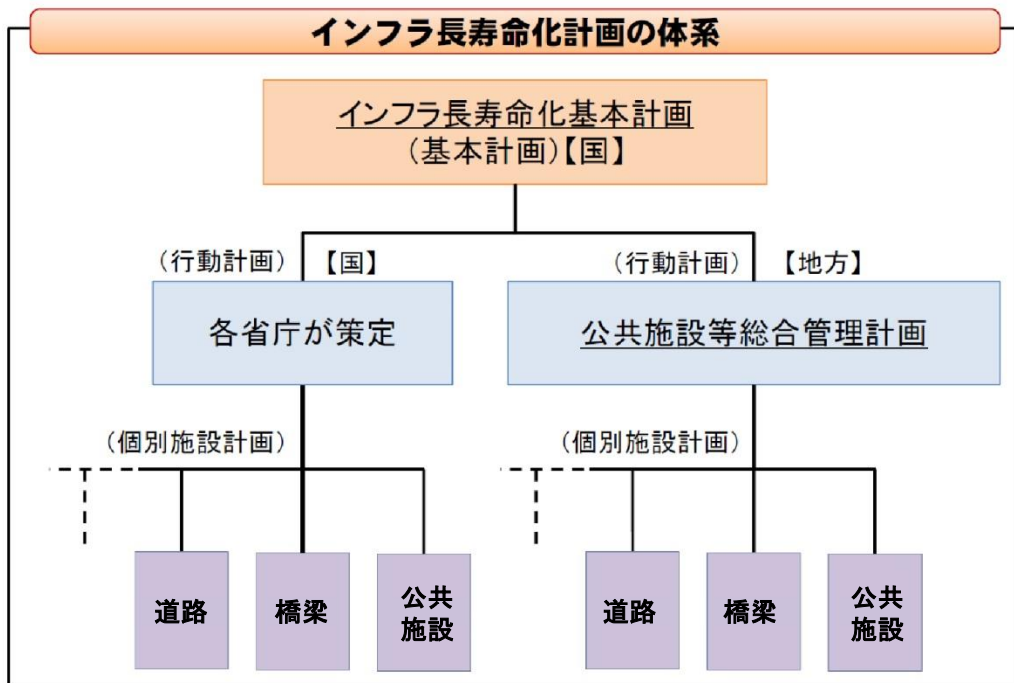 インフラ長寿命化計画の体系
インフラ長寿命化基本計画
(基本計画)【国】
(行動計画) 【国】
(行動計画) 【地方】
各省庁が策定
公共施設等総合管理計画
(個別施設計画)
(個別施設計画)
道路
橋梁
公共
施設
道路
橋梁
公共
施設